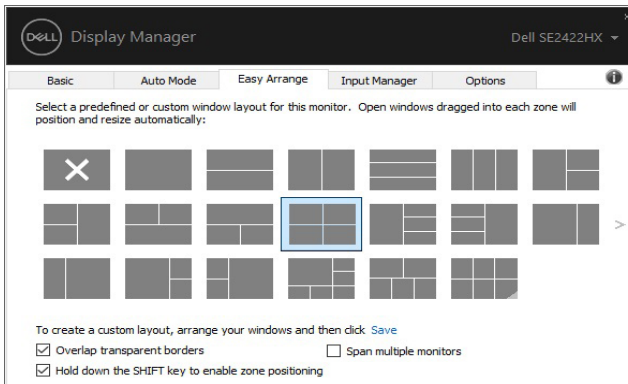 DELL Display Manager Dell SE2422HX
Basic Auto Mode Easy Arrange Input Manager Options
Select a predefined or custom window layout for this monitor. Open windows dragged into each zone will
position and resize automatically:
To create a custom layout, arrange your windows and then click Save
Overlap transparent borders Span multiple monitors
Hold down the SHIFT key to enable zone positioning